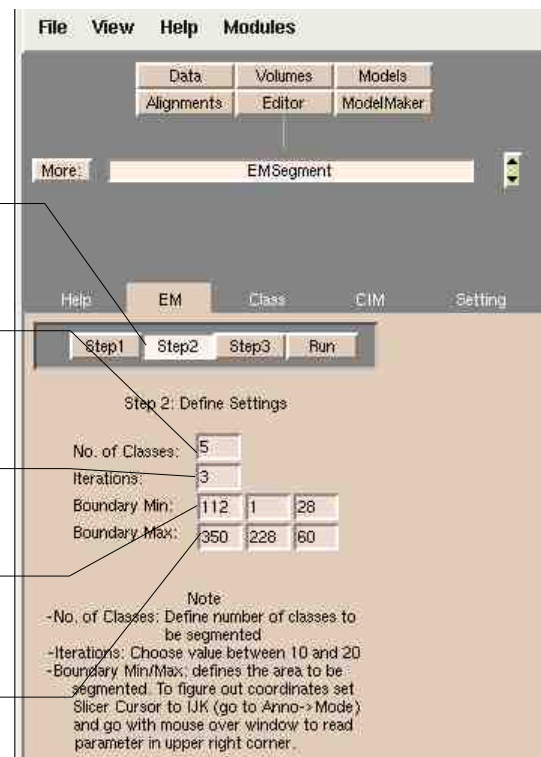 File View Help Modules
Data Volumes Models
Alignments Editor ModelMaker
More: EMSegment
Help EM Class CIM Setting
Step1 Step2 Step3 Run
Step 2: Define Settings
No. of Classes: 5
Iterations: 3
Boundary Min: 112 1 28
Boundary Max: 350 228 60
Note
-No. of Classes: Define number of classes to
be segmented
-Iterations: Choose value between 10 and 20
-Boundary Min/Max: defines the area to be
segmented. To figure out coordinates set
Slicer Cursor to IJK (go to Anno->Mode)
and go with mouse over window to read
parameter in upper right corner.